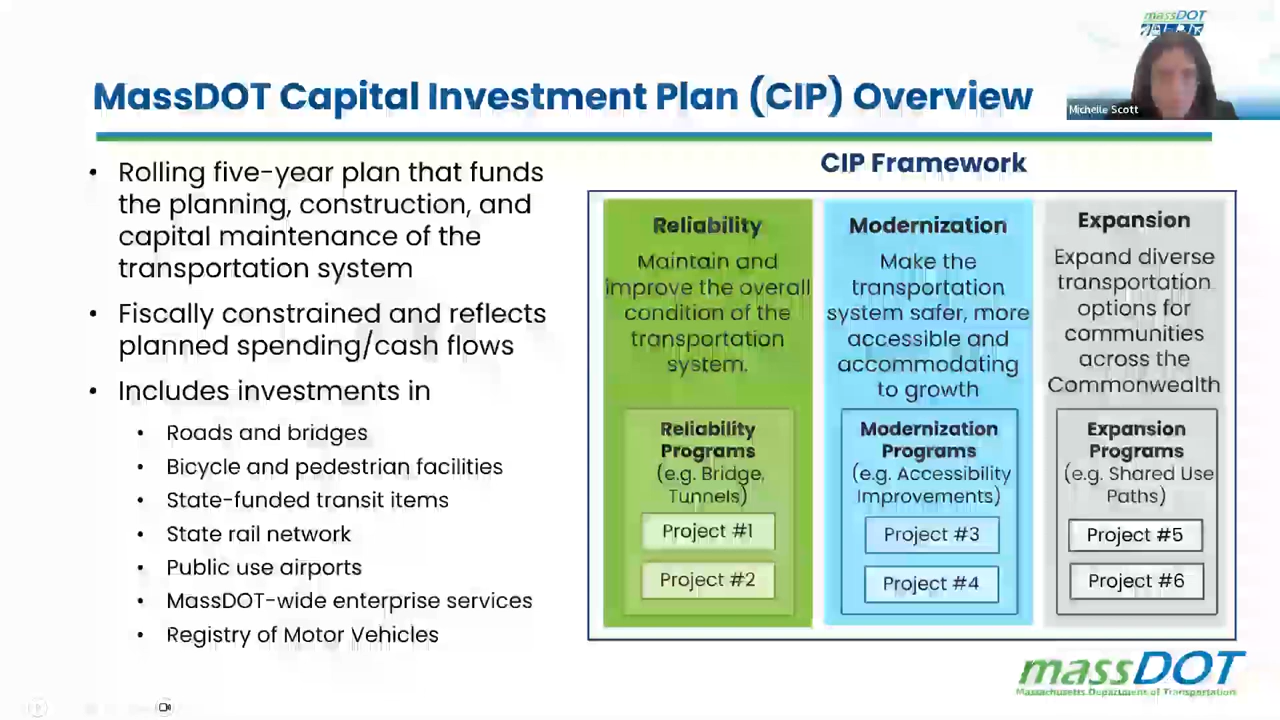 massDOT
Michelle Scott
MassDOT Capital Investment Plan (CIP) Overview
• Rolling five-year plan that funds
the planning, construction, and
capital maintenance of the
transportation system
• Fiscally constrained and reflects
planned spending/cash flows
• Includes investments in
• Roads and bridges
• Bicycle and pedestrian facilities
• State-funded transit items
• State rail network
• Public use airports
• MassDOT-wide enterprise services
• Registry of Motor Vehicles
CIP Framework
Reliability
Maintain and
improve the overall
condition of the
transportation
system.
Reliability
Programs
(e.g. Bridge,
Tunnels)
Project #1
Project #2
Modernization
Make the
transportation
system safer, more
accessible and
accommodating
to growth
Modernization
Programs
(e.g. Accessibility
Improvements)
Project #3
Project #4
Expansion
Expand diverse
transportation
options for
communities
across the
Commonwealth
Expansion
Programs
(e.g. Shared Use
Paths)
Project #5
Project #6
massDOT
Massachusetts Department of Transportation